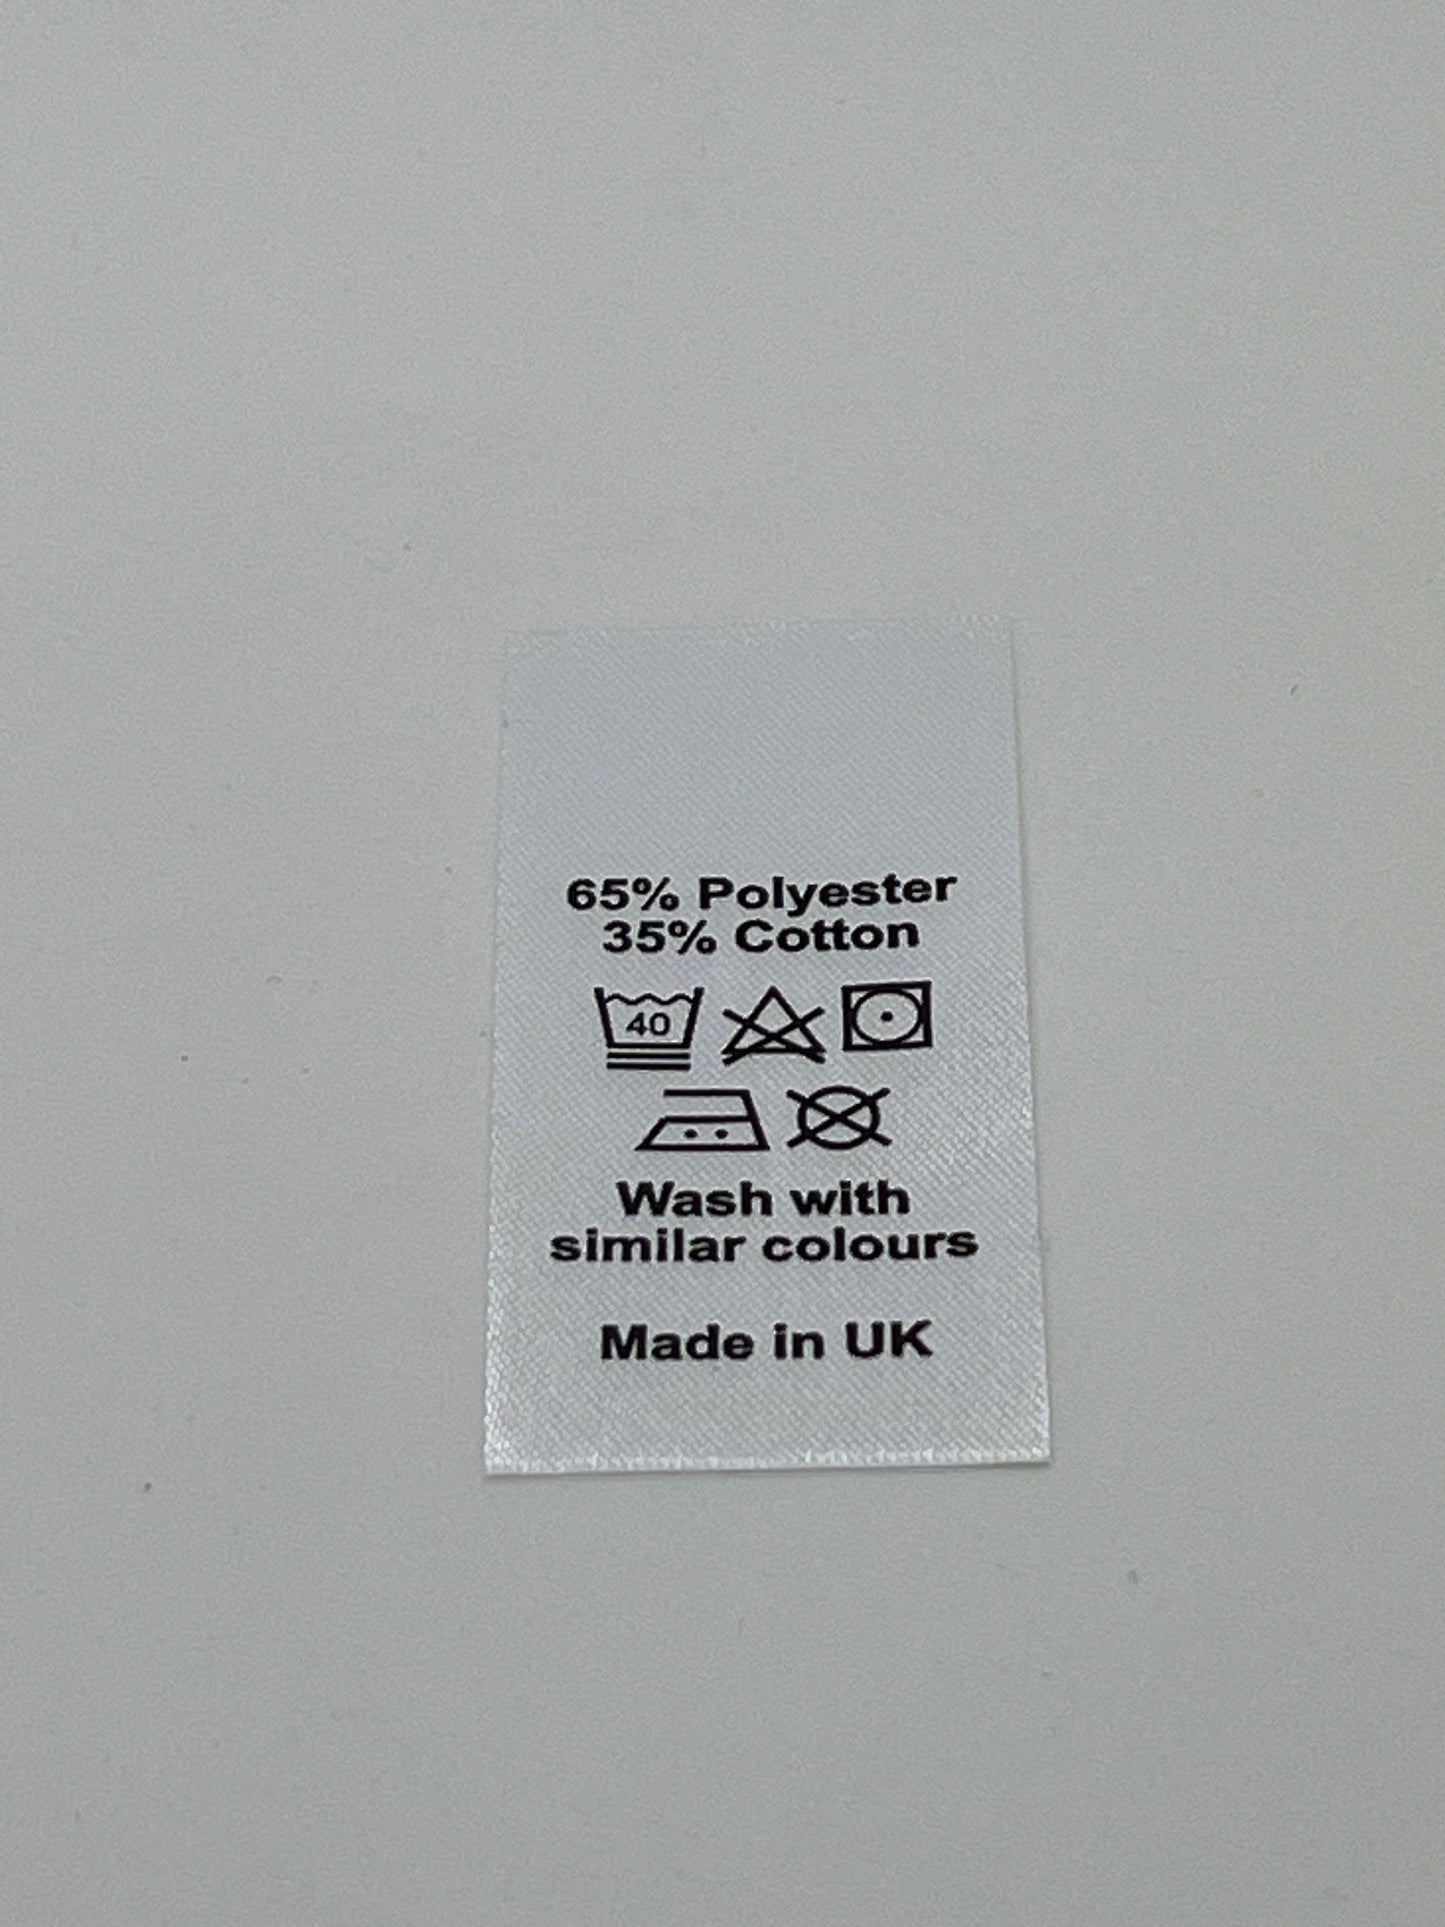 65% Polyester
35% Cotton
40
Wash with
similar colours
Made in UK